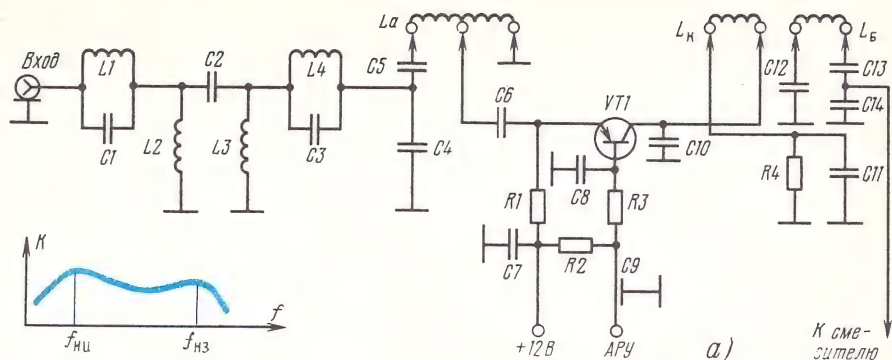 Вход
L1
C1
L2
C2
L3
L4
C3
C5
C4
Lа
C6
VT1
R1
C8
R3
C7
R2
C9
+12 В
АРУ
C10
Lк
Lб
C12
C13
C14
R4
C11
К сме-
сителю
K
f
fнц
fнз
а)